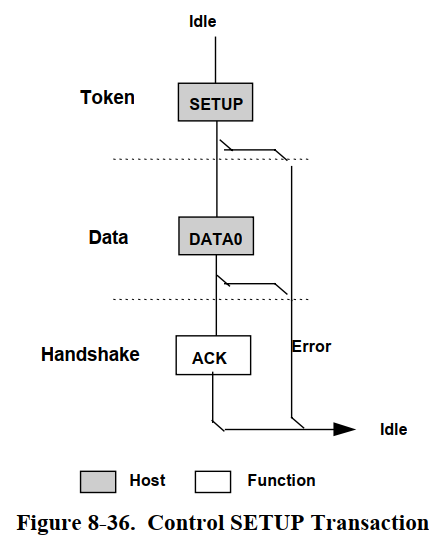 Idle
Token
SETUP
Data
DATA0
Handshake
ACK
Error
Idle
Host
Function
Figure 8-36.  Control SETUP Transaction